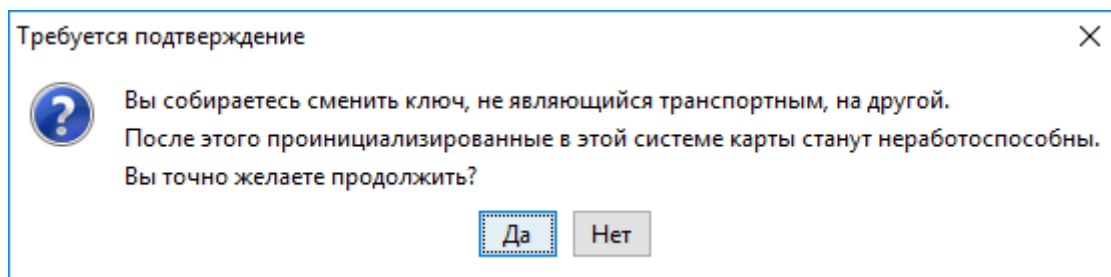 Требуется подтверждение
Вы собираетесь сменить ключ, не являющийся транспортным, на другой.
После этого проинициализированные в этой системе карты станут неработоспособны.
Вы точно желаете продолжить?
Да Нет